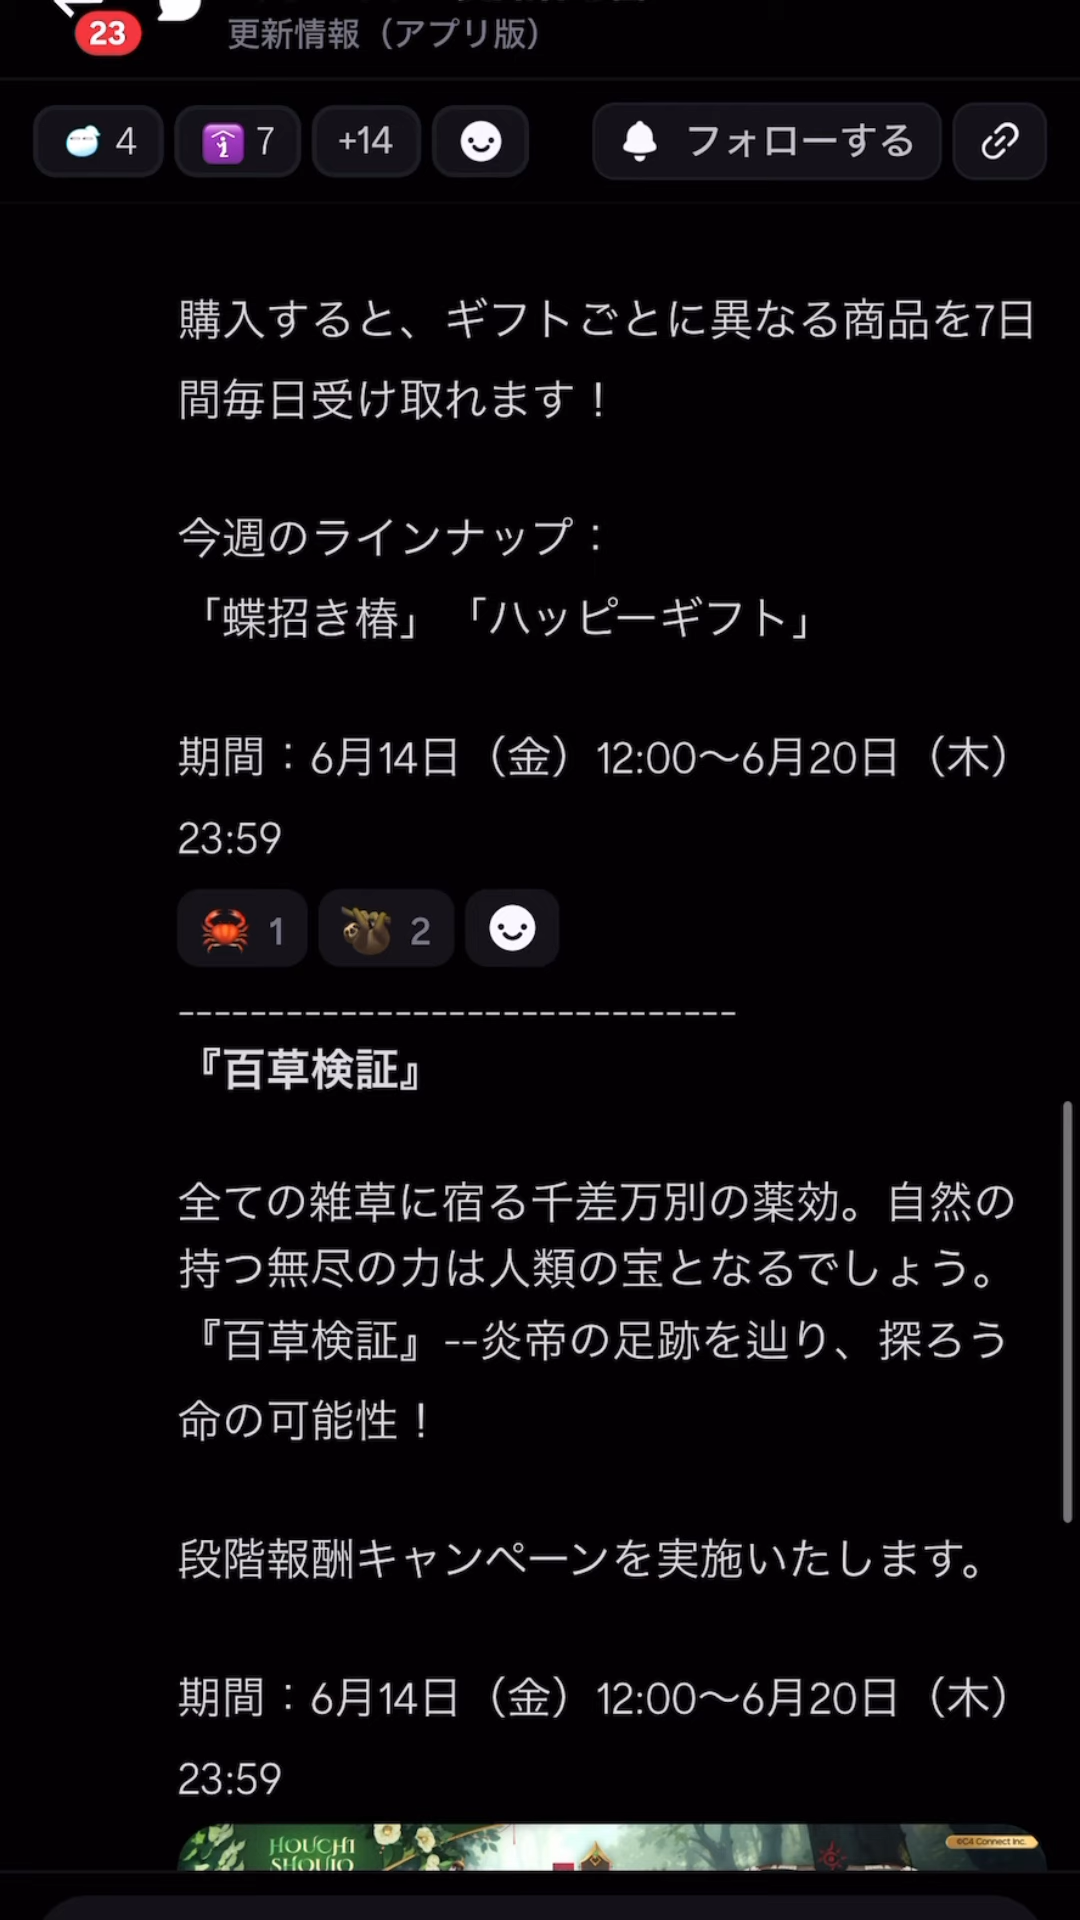 23
更新情報（アプリ版）
4 7 +14 フォローする
購入すると、ギフトごとに異なる商品を7日
間毎日受け取れます！
今週のラインナップ：
「蝶招き椿」「ハッピーギフト」
期間：6月14日（金）12:00〜6月20日（木）
23:59
1 2
-------------------------------
『百草検証』
全ての雑草に宿る千差万別の薬効。自然の
持つ無尽の力は人類の宝となるでしょう。
『百草検証』--炎帝の足跡を辿り、探ろう
命の可能性！
段階報酬キャンペーンを実施いたします。
期間：6月14日（金）12:00〜6月20日（木）
23:59
HOUCHI
SHOUJO
©C4 Connect Inc.